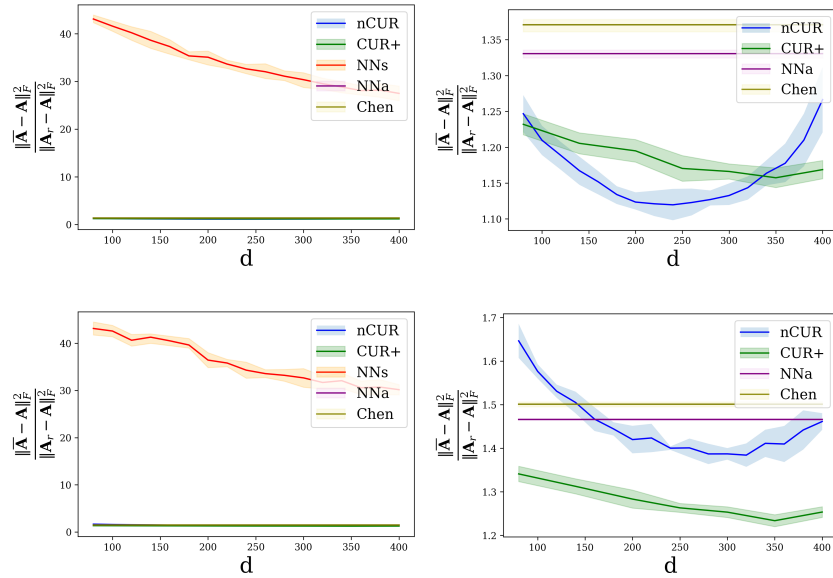 40
30
20
10
0
100
150
200
250
300
350
400
d
‖A̅ − A‖²_F
‖A_r − A‖²_F
nCUR
CUR+
NNs
NNa
Chen
1.35
1.30
1.25
1.20
1.15
1.10
100
150
200
250
300
350
400
d
‖A̅ − A‖²_F
‖A_r − A‖²_F
nCUR
CUR+
NNa
Chen
40
30
20
10
0
100
150
200
250
300
350
400
d
‖A̅ − A‖²_F
‖A_r − A‖²_F
nCUR
CUR+
NNs
NNa
Chen
1.7
1.6
1.5
1.4
1.3
1.2
100
150
200
250
300
350
400
d
‖A̅ − A‖²_F
‖A_r − A‖²_F
nCUR
CUR+
NNa
Chen